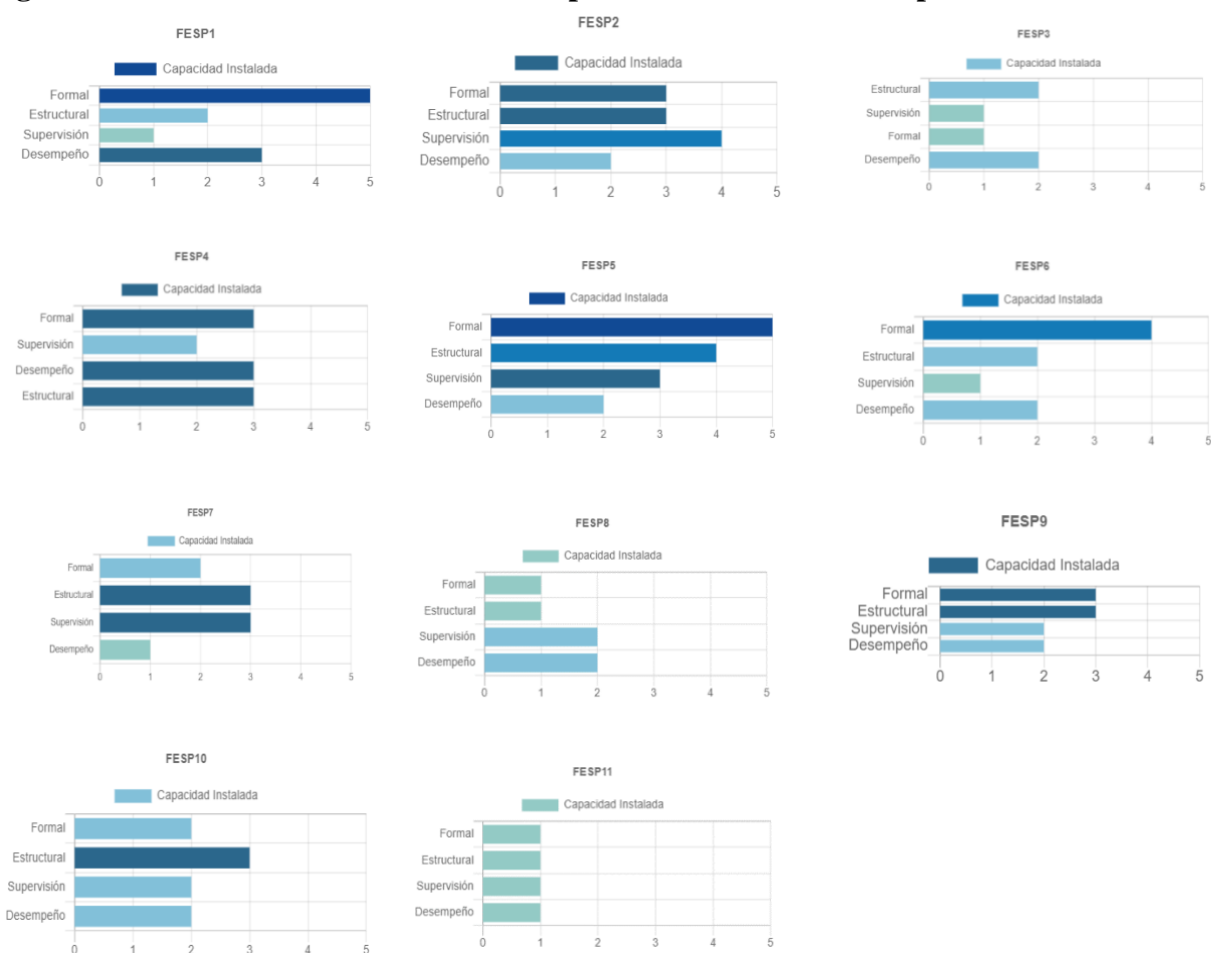 FESP1
Capacidad Instalada
Formal
Estructural
Supervisión
Desempeño
0 1 2 3 4 5
FESP2
Capacidad Instalada
Formal
Estructural
Supervisión
Desempeño
0 1 2 3 4 5
FESP3
Capacidad Instalada
Estructural
Supervisión
Formal
Desempeño
0 1 2 3 4 5
FESP4
Capacidad Instalada
Formal
Supervisión
Desempeño
Estructural
0 1 2 3 4 5
FESP5
Capacidad Instalada
Formal
Estructural
Supervisión
Desempeño
0 1 2 3 4 5
FESP6
Capacidad Instalada
Formal
Estructural
Supervisión
Desempeño
0 1 2 3 4 5
FESP7
Capacidad Instalada
Formal
Estructural
Supervisión
Desempeño
0 1 2 3 4 5
FESP8
Capacidad Instalada
Formal
Estructural
Supervisión
Desempeño
0 1 2 3 4 5
FESP9
Capacidad Instalada
Formal
Estructural
Supervisión
Desempeño
0 1 2 3 4 5
FESP10
Capacidad Instalada
Formal
Estructural
Supervisión
Desempeño
0 1 2 3 4 5
FESP11
Capacidad Instalada
Formal
Estructural
Supervisión
Desempeño
0 1 2 3 4 5